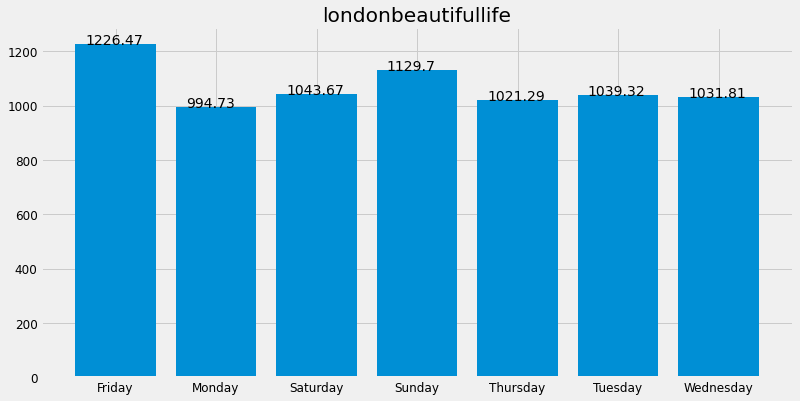 londonbeautifullife
1200
1000
800
600
400
200
0
1226.47
994.73
1043.67
1129.7
1021.29
1039.32
1031.81
Friday
Monday
Saturday
Sunday
Thursday
Tuesday
Wednesday